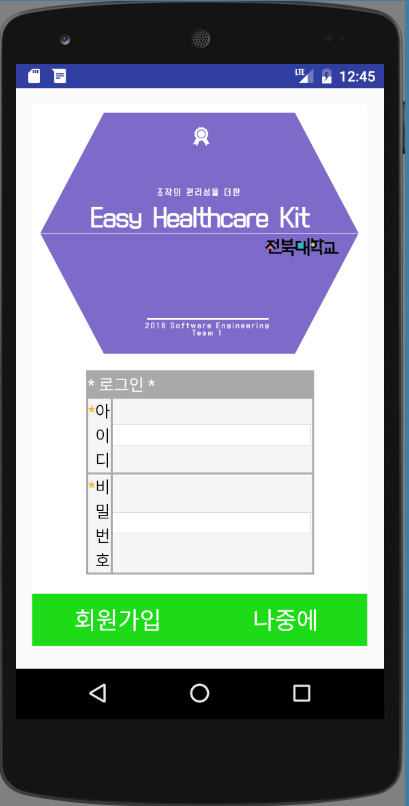 LTE 12:45
조작의 편리성을 더한
Easy Healthcare Kit
전북대학교
2016 Software Engineering
Team 1
* 로그인 *
*아
이
디
*비
밀
번
호
회원가입 나중에